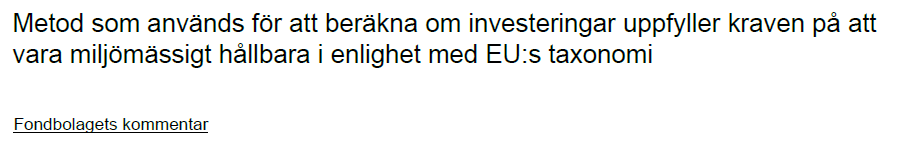 Metod som används för att beräkna om investeringar uppfyller kraven på att
vara miljömässigt hållbara i enlighet med EU:s taxonomi
Fondbolagets kommentar